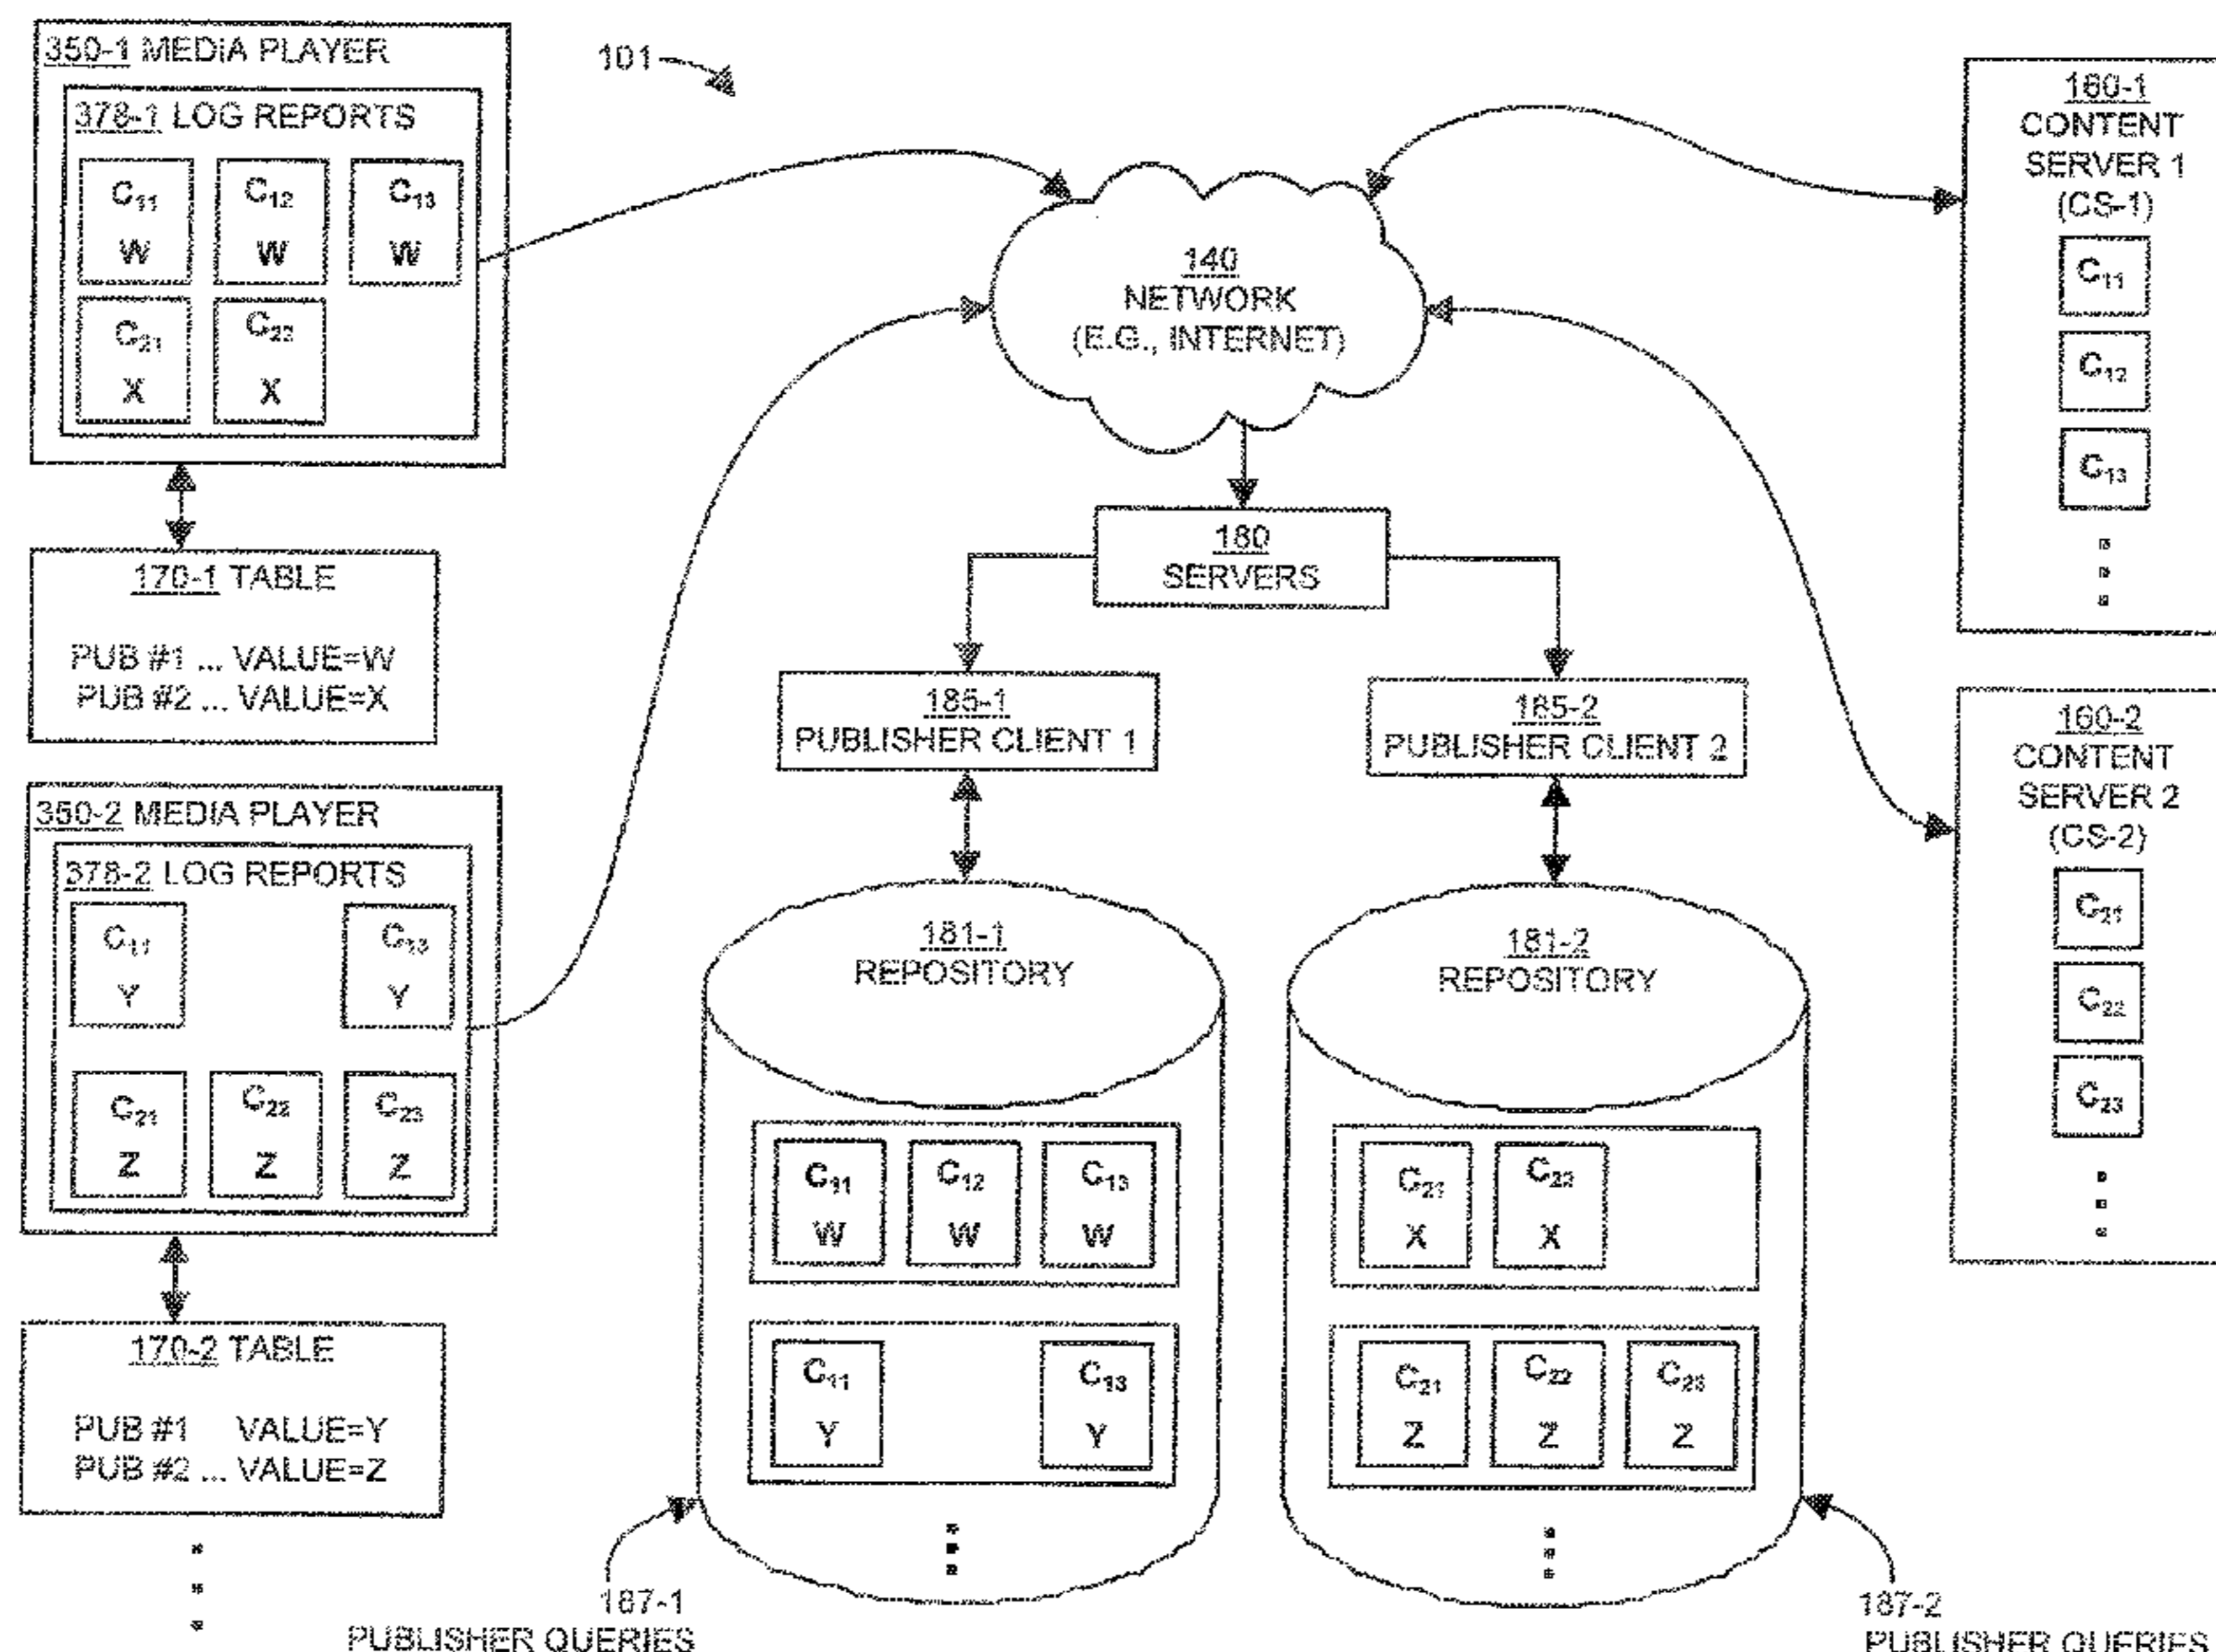 350-1 MEDIA PLAYER
378-1 LOG REPORTS
C11 C12 C13
W W W
C21 C22
X X
170-1 TABLE
PUB #1 ... VALUE=W
PUB #2 ... VALUE=X
350-2 MEDIA PLAYER
378-2 LOG REPORTS
C11 C13
Y Y
C21 C22 C23
Z Z Z
170-2 TABLE
PUB #1 VALUE=Y
PUB #2 ... VALUE=Z
101
140
NETWORK
(E.G., INTERNET)
180
SERVERS
185-1
PUBLISHER CLIENT 1
185-2
PUBLISHER CLIENT 2
181-1
REPOSITORY
C11 C12 C13
W W W
C11 C13
Y Y
187-1
PUBLISHER QUERIES
181-2
REPOSITORY
C21 C22
X X
C21 C22 C23
Z Z Z
187-2
PUBLISHER QUERIES
160-1
CONTENT
SERVER 1
(CS-1)
C11
C12
C13
160-2
CONTENT
SERVER 2
(CS-2)
C21
C22
C23